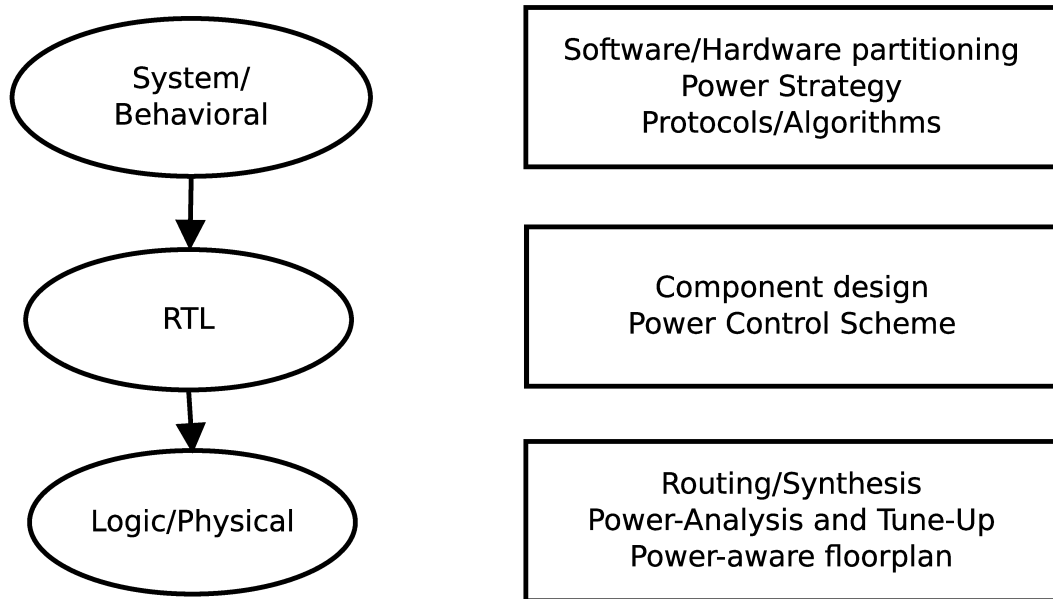 System/
Behavioral
Software/Hardware partitioning
Power Strategy
Protocols/Algorithms
RTL
Component design
Power Control Scheme
Logic/Physical
Routing/Synthesis
Power-Analysis and Tune-Up
Power-aware floorplan